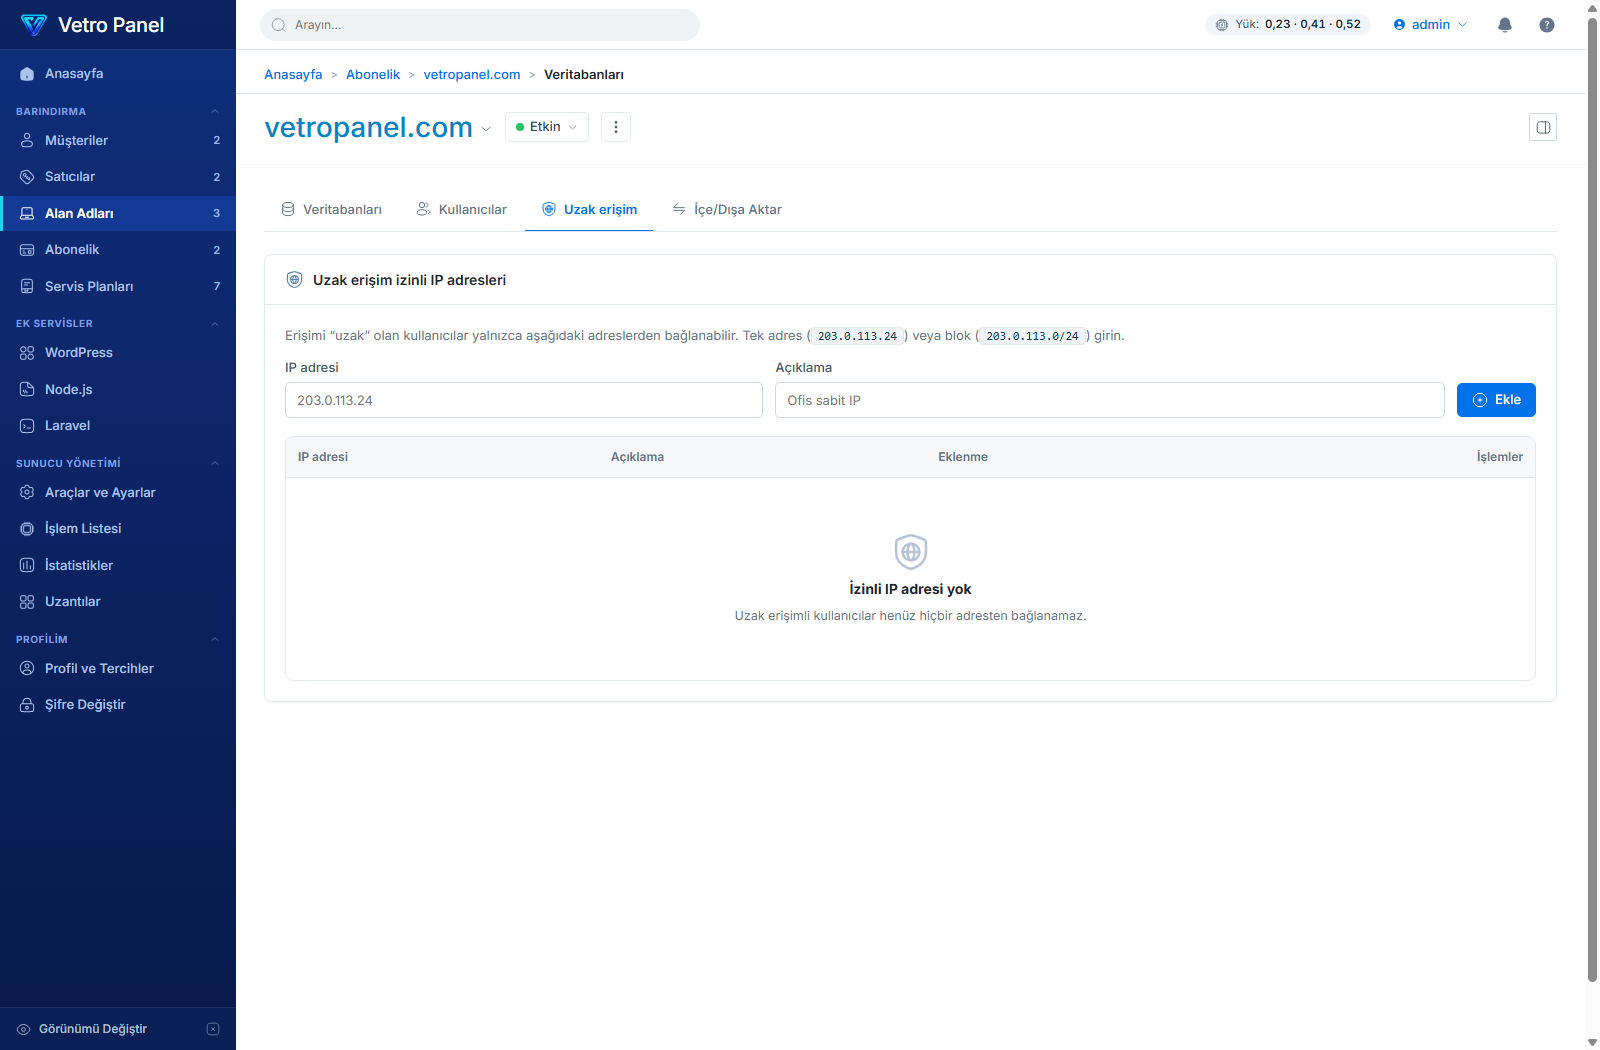 Vetro Panel
Arayın...
Yük: 0,23 · 0,41 · 0,52
admin
Anasayfa
BARINDIRMA
Müşteriler 2
Satıcılar 2
Alan Adları 3
Abonelik 2
Servis Planları 7
EK SERVİSLER
WordPress
Node.js
Laravel
SUNUCU YÖNETİMİ
Araçlar ve Ayarlar
İşlem Listesi
İstatistikler
Uzantılar
PROFİLİM
Profil ve Tercihler
Şifre Değiştir
Görünümü Değiştir
Anasayfa > Abonelik > vetropanel.com > Veritabanları
vetropanel.com
Etkin
Veritabanları
Kullanıcılar
Uzak erişim
İçe/Dışa Aktar
Uzak erişim izinli IP adresleri
Erişimi “uzak” olan kullanıcılar yalnızca aşağıdaki adreslerden bağlanabilir. Tek adres ( 203.0.113.24 ) veya blok ( 203.0.113.0/24 ) girin.
IP adresi
Açıklama
203.0.113.24
Ofis sabit IP
Ekle
IP adresi Açıklama Eklenme İşlemler
İzinli IP adresi yok
Uzak erişimli kullanıcılar henüz hiçbir adresten bağlanamaz.